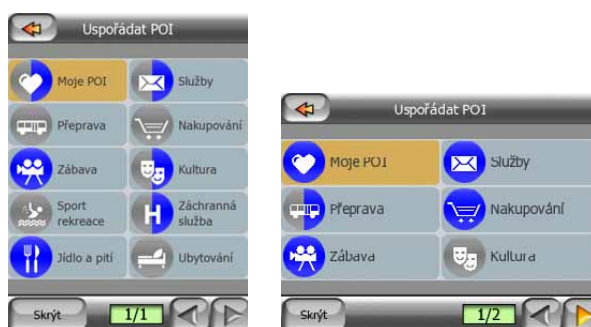 Uspořádat POI
Moje POI
Služby
Přeprava
Nakupování
Zábava
Kultura
Sport
rekreace
Záchranná
služba
H
Jídlo a pití
Ubytování
Skrýt
1/1
Uspořádat POI
Moje POI
Služby
Přeprava
Nakupování
Zábava
Kultura
Skrýt
1/2